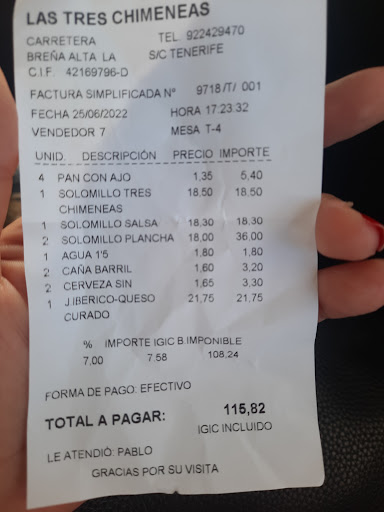 LAS TRES CHIMENEAS
CARRETERA TEL. 922429470
BREÑA ALTA LA S/C TENERIFE
C.I.F. 42169796-D
FACTURA SIMPLIFICADA Nº 9718/T/ 001
FECHA 25/06/2022 HORA 17:23:32
VENDEDOR 7 MESA T-4
UNID. DESCRIPCIÓN PRECIO IMPORTE
4 PAN CON AJO 1,35 5,40
1 SOLOMILLO TRES CHIMENEAS 18,50 18,50
1 SOLOMILLO SALSA 18,30 18,30
2 SOLOMILLO PLANCHA 18,00 36,00
1 AGUA 1'5 1,80 1,80
2 CAÑA BARRIL 1,60 3,20
2 CERVEZA SIN 1,65 3,30
1 J.IBERICO-QUESO CURADO 21,75 21,75
% IMPORTE IGIC B.IMPONIBLE
7.00 7.58 108,24
FORMA DE PAGO: EFECTIVO
TOTAL A PAGAR: 115,82
IGIC INCLUIDO
LE ATENDIÓ: PABLO
GRACIAS POR SU VISITA